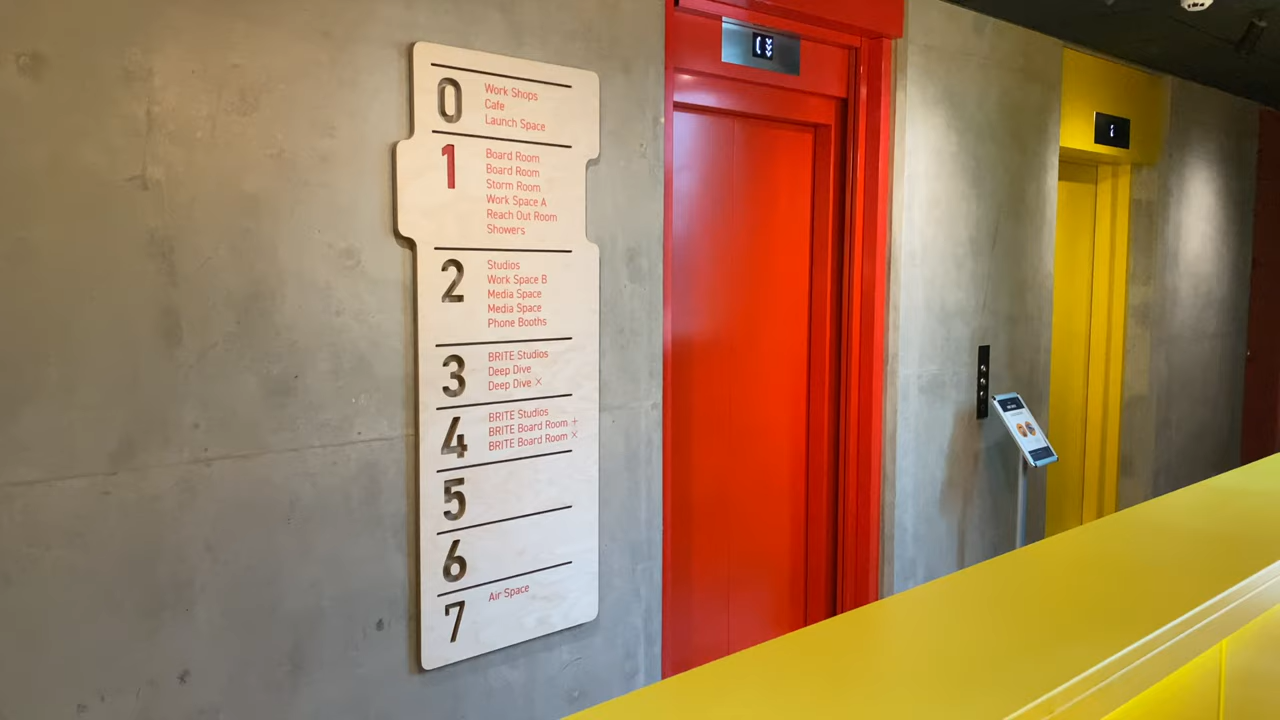 0
Work Shops
Cafe
Launch Space
1
Board Room
Board Room
Storm Room
Work Space A
Reach Out Room
Showers
2
Studios
Work Space B
Media Space
Media Space
Phone Booths
3
BRITE Studios
Deep Dive
Deep Dive ×
4
BRITE Studios
BRITE Board Room +
BRITE Board Room ×
5
6
7
Air Space